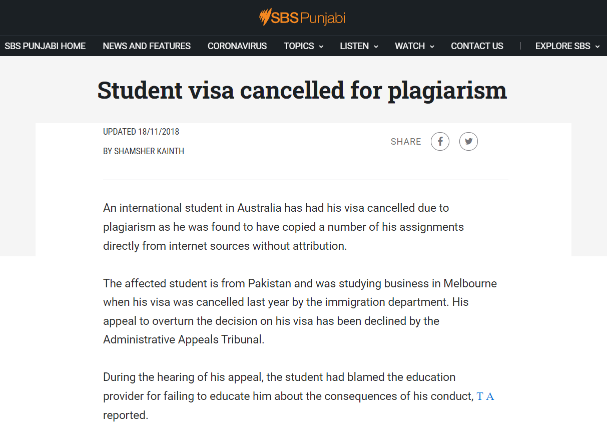 SBS Punjabi
SBS PUNJABI HOME NEWS AND FEATURES CORONAVIRUS TOPICS LISTEN WATCH CONTACT US | EXPLORE SBS
Student visa cancelled for plagiarism
UPDATED 18/11/2018
BY SHAMSHER KAINTH
SHARE
An international student in Australia has had his visa cancelled due to
plagiarism as he was found to have copied a number of his assignments
directly from internet sources without attribution.
The affected student is from Pakistan and was studying business in Melbourne
when his visa was cancelled last year by the immigration department. His
appeal to overturn the decision on his visa has been declined by the
Administrative Appeals Tribunal.
During the hearing of his appeal, the student had blamed the education
provider for failing to educate him about the consequences of his conduct, T A
reported.